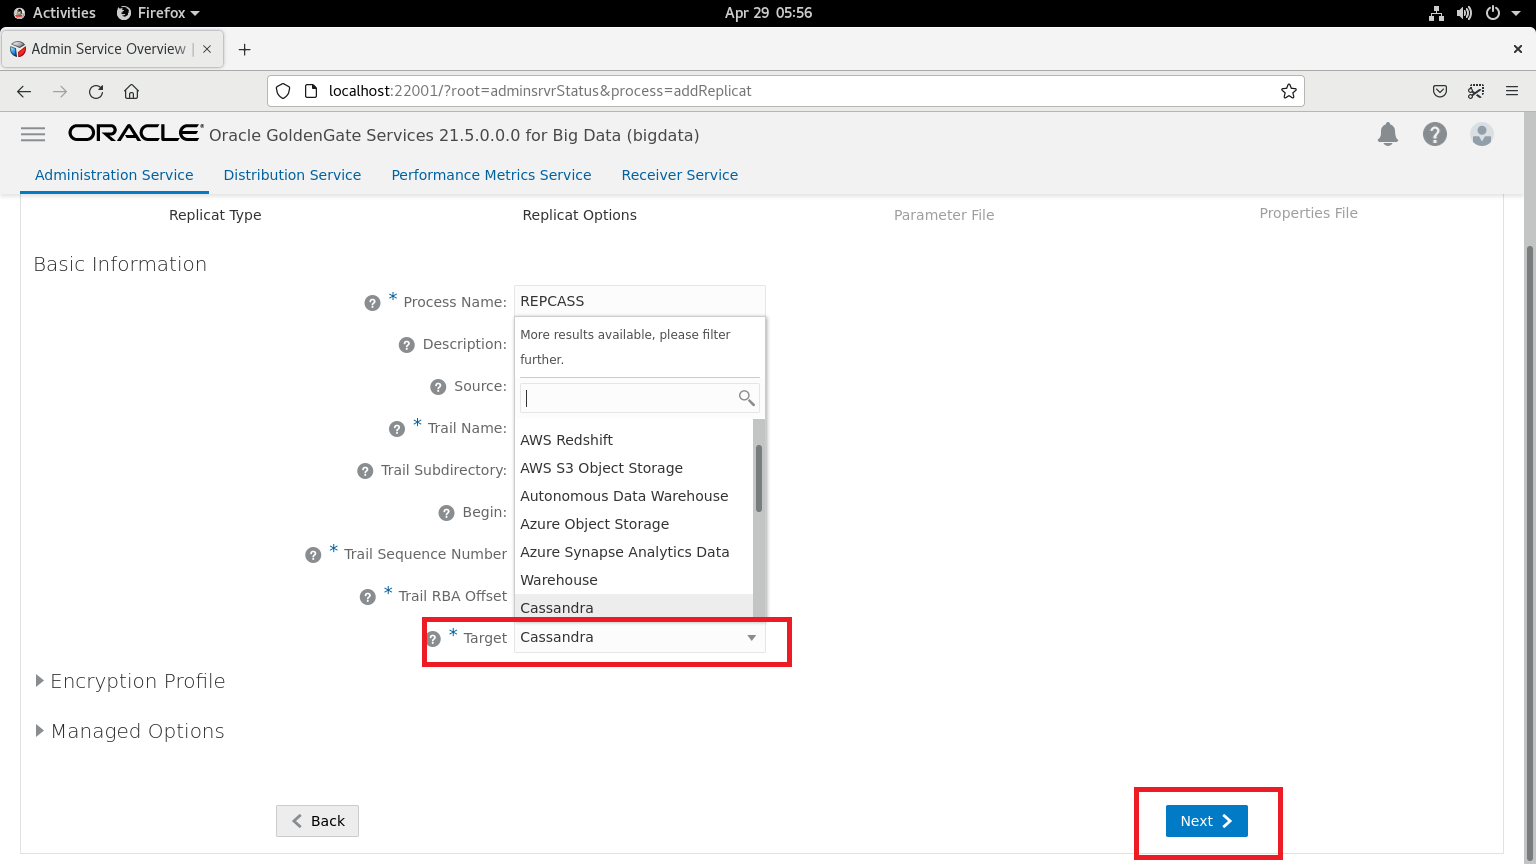 Activities
Firefox
Apr 29 05:56
Admin Service Overview |
localhost:22001/?root=adminsrvrStatus&process=addReplicat
ORACLE Oracle GoldenGate Services 21.5.0.0.0 for Big Data (bigdata)
Administration Service
Distribution Service
Performance Metrics Service
Receiver Service
Replicat Type
Replicat Options
Parameter File
Properties File
Basic Information
* Process Name: REPCASS
Description:
Source:
* Trail Name:
Trail Subdirectory:
Begin:
* Trail Sequence Number
* Trail RBA Offset
More results available, please filter
further.
AWS Redshift
AWS S3 Object Storage
Autonomous Data Warehouse
Azure Object Storage
Azure Synapse Analytics Data
Warehouse
Cassandra
* Target Cassandra
Encryption Profile
Managed Options
Back
Next